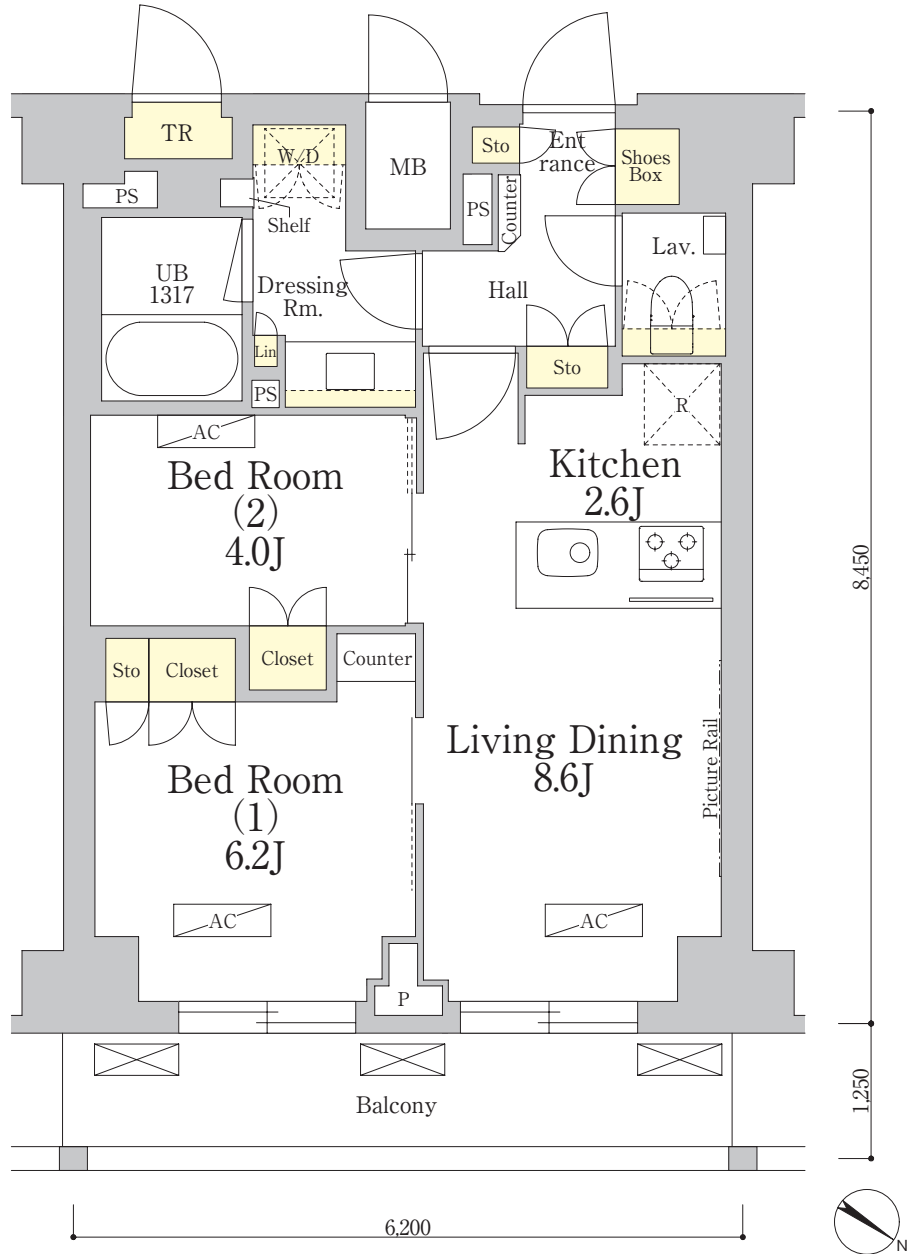 TR
W/D
MB
Sto
Ent
rance
Shoes
Box
PS
Shelf
PS
Counter
Lav.
UB
1317
Dressing
Rm.
Hall
Lin
PS
Sto
R
AC
Bed Room
(2)
4.0J
Kitchen
2.6J
8,450
Sto
Closet
Closet
Counter
Living Dining
8.6J
Picture Rail
Bed Room
(1)
6.2J
AC
AC
P
Balcony
1,250
6,200
N